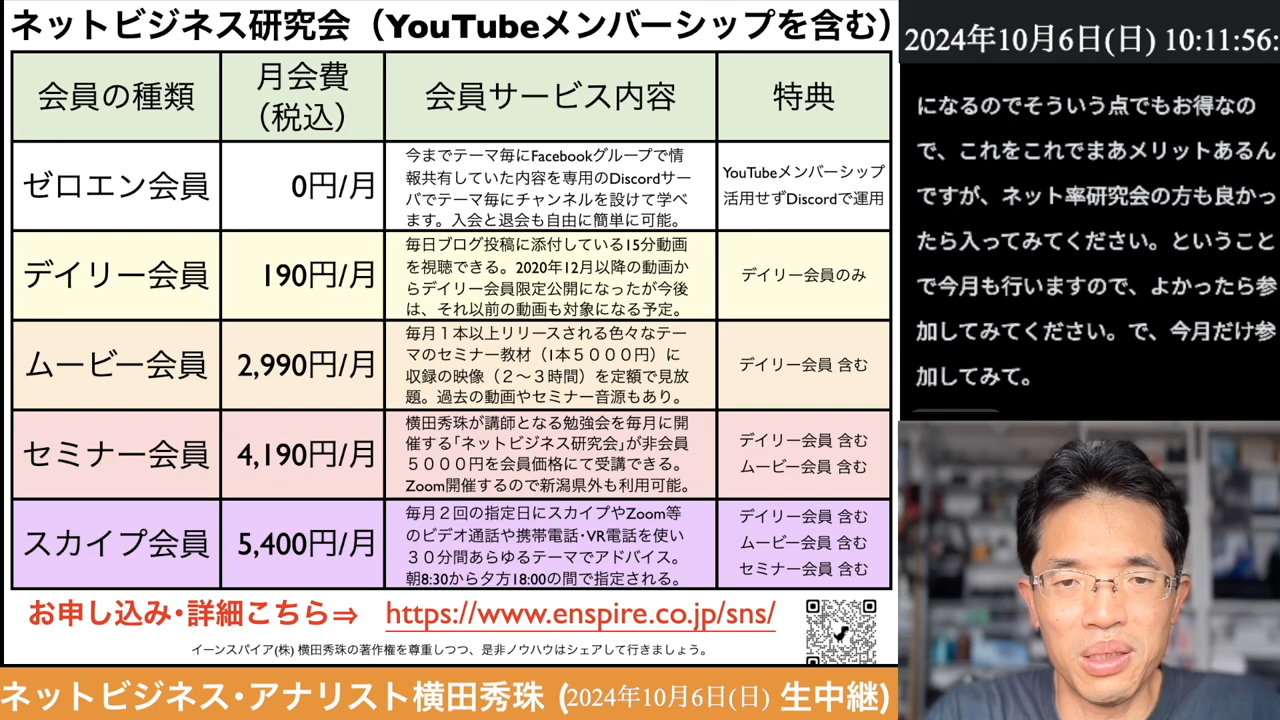 ネットビジネス研究会（YouTubeメンバーシップを含む）
会員の種類
月会費
（税込）
会員サービス内容
特典
ゼロエン会員
0円/月
今までテーマ毎にFacebookグループで情
報共有していた内容を専用のDiscordサー
バでテーマ毎にチャンネルを設けて学べ
ます。入会と退会も自由に簡単に可能。
YouTubeメンバーシップ
活用せずDiscordで運用
デイリー会員
190円/月
毎日ブログ投稿に添付している15分動画
を視聴できる。2020年12月以降の動画か
らデイリー会員限定公開になったが今後
は、それ以前の動画も対象になる予定。
デイリー会員のみ
ムービー会員
2,990円/月
毎月１本以上リリースされる色々なテー
マのセミナー教材（1本５０００円）に
収録の映像（２〜３時間）を定額で見放
題。過去の動画やセミナー音源もあり。
デイリー会員 含む
セミナー会員
4,190円/月
横田秀珠が講師となる勉強会を毎月に開
催する｢ネットビジネス研究会｣が非会員
５０００円を会員価格にて受講できる。
Zoom開催するので新潟県外も利用可能。
デイリー会員 含む
ムービー会員 含む
スカイプ会員
5,400円/月
毎月２回の指定日にスカイプやZoom等
のビデオ通話や携帯電話･VR電話を使い
３０分間あらゆるテーマでアドバイス。
朝8:30から夕方18:00の間で指定される。
デイリー会員 含む
ムービー会員 含む
セミナー会員 含む
お申し込み･詳細こちら⇒ https://www.enspire.co.jp/sns/
イーンスパイア(株) 横田秀珠の著作権を尊重しつつ、是非ノウハウはシェアして行きましょう。
ネットビジネス･アナリスト横田秀珠 (2024年10月6日(日) 生中継)
2024年10月6日(日) 10:11:56:
になるのでそういう点でもお得なの
で、これをこれでまあメリットあるん
ですが、ネット率研究会の方も良かっ
たら入ってみてください。ということ
で今月も行いますので、よかったら参
加してみてください。で、今月だけ参
加してみて。